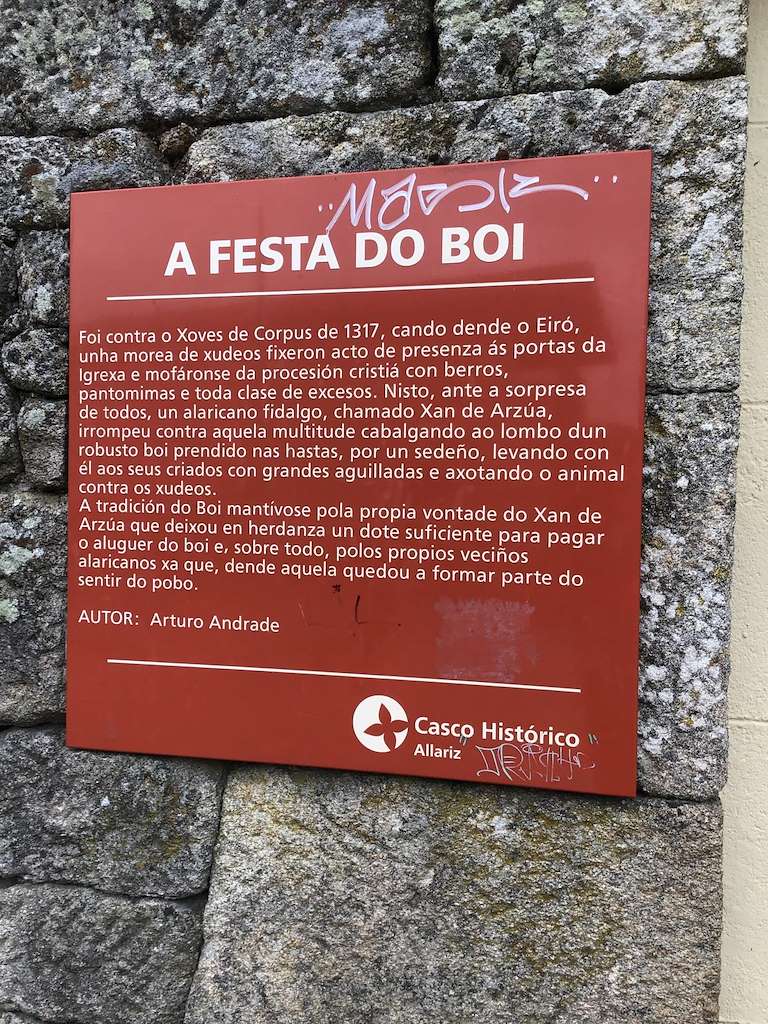 A FESTA DO BOI
Foi contra o Xoves de Corpus de 1317, cando dende o Eiró,
unha morea de xudeos fixeron acto de presenza ás portas da
Igrexa e mofáronse da procesión cristiá con berros,
pantomimas e toda clase de excesos. Nisto, ante a sorpresa
de todos, un alaricano fidalgo, chamado Xan de Arzúa,
irrompeu contra aquela multitude cabalgando ao lombo dun
robusto boi prendido nas hastas, por un sedeño, levando con
él aos seus criados con grandes aguilladas e axotando o animal
contra os xudeos.
A tradición do Boi mantívose pola propia vontade do Xan de
Arzúa que deixou en herdanza un dote suficiente para pagar
o aluguer do boi e, sobre todo, polos propios veciños
alaricanos xa que, dende aquela quedou a formar parte do
sentir do pobo.
AUTOR: Arturo Andrade
Casco Histórico
Allariz